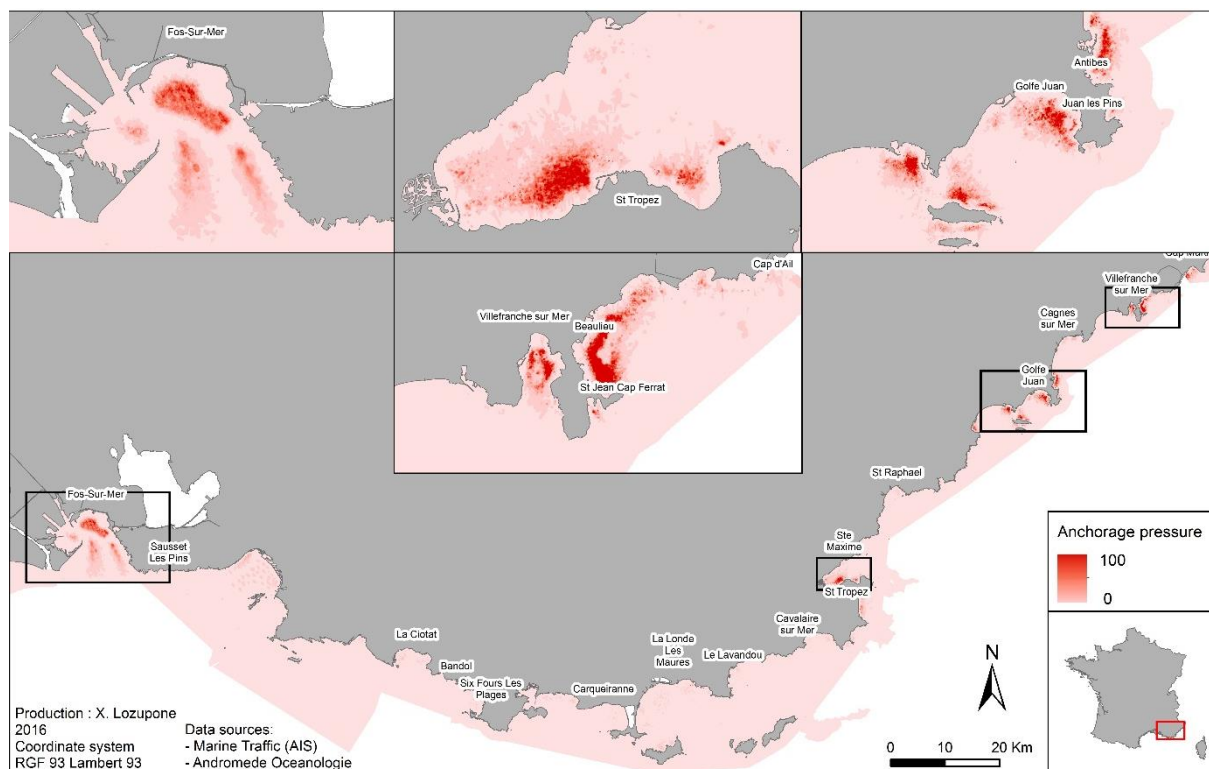 Fos-Sur-Mer
St Tropez
Antibes
Golfe Juan
Juan les Pins
Cap d'Ail
Villefranche sur Mer
Beaulieu
St Jean Cap Ferrat
Villefranche
sur Mer
Cagnes
sur Mer
Golfe
Juan
St Raphael
Fos-Sur-Mer
Sausset
Les Pins
Ste
Maxime
St Tropez
Cavalaire
sur Mer
La Ciotat
Bandol
Six Fours Les
Plages
Carqueiranne
La Londe
Les
Maures
Le Lavandou
Anchorage pressure
100
0
N
0 10 20 Km
Production : X. Lozupone
2016
Coordinate system
RGF 93 Lambert 93
Data sources:
- Marine Traffic (AIS)
- Andromede Oceanologie